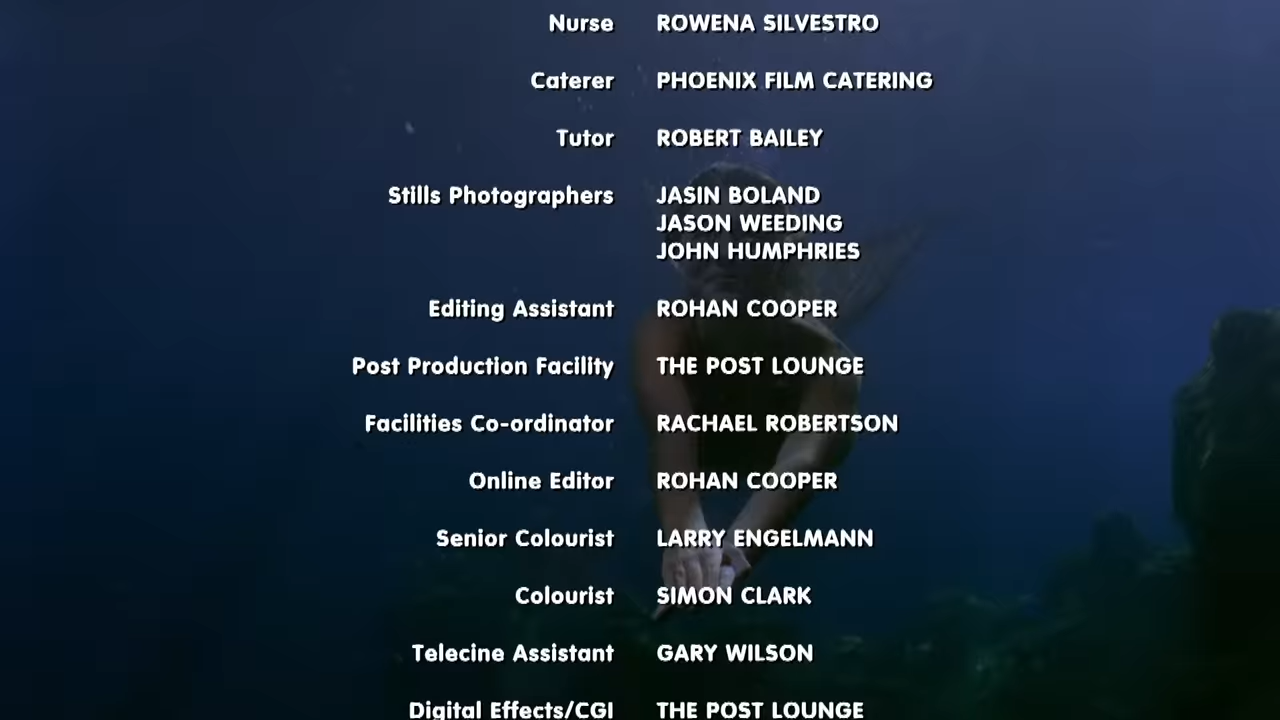 Nurse ROWENA SILVESTRO
Caterer PHOENIX FILM CATERING
Tutor ROBERT BAILEY
Stills Photographers JASIN BOLAND
JASON WEEDING
JOHN HUMPHRIES
Editing Assistant ROHAN COOPER
Post Production Facility THE POST LOUNGE
Facilities Co-ordinator RACHAEL ROBERTSON
Online Editor ROHAN COOPER
Senior Colourist LARRY ENGELMANN
Colourist SIMON CLARK
Telecine Assistant GARY WILSON
Digital Effects/CGI THE POST LOUNGE